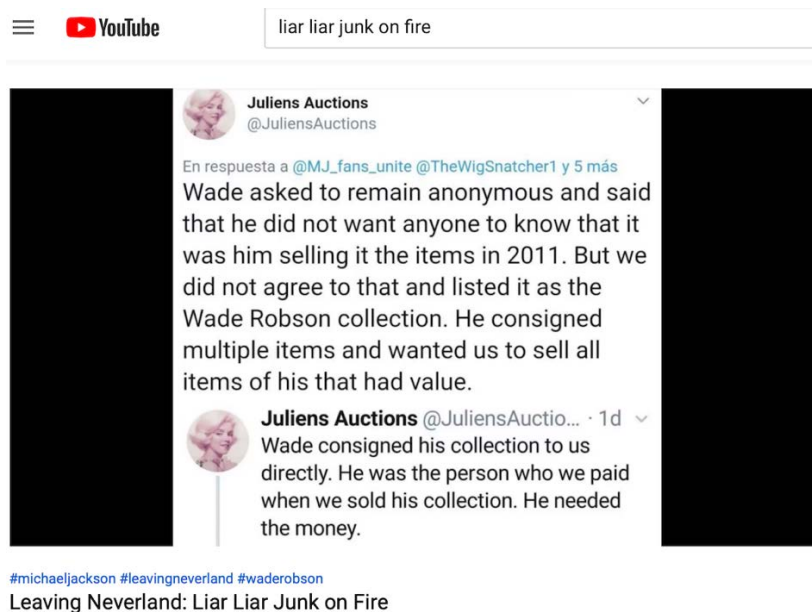 YouTube
liar liar junk on fire
Juliens Auctions
@JuliensAuctions
En respuesta a @MJ_fans_unite @TheWigSnatcher1 y 5 más
Wade asked to remain anonymous and said
that he did not want anyone to know that it
was him selling it the items in 2011. But we
did not agree to that and listed it as the
Wade Robson collection. He consigned
multiple items and wanted us to sell all
items of his that had value.
Juliens Auctions @JuliensAuctio... · 1d
Wade consigned his collection to us
directly. He was the person who we paid
when we sold his collection. He needed
the money.
#michaeljackson #leavingneverland #waderobson
Leaving Neverland: Liar Liar Junk on Fire